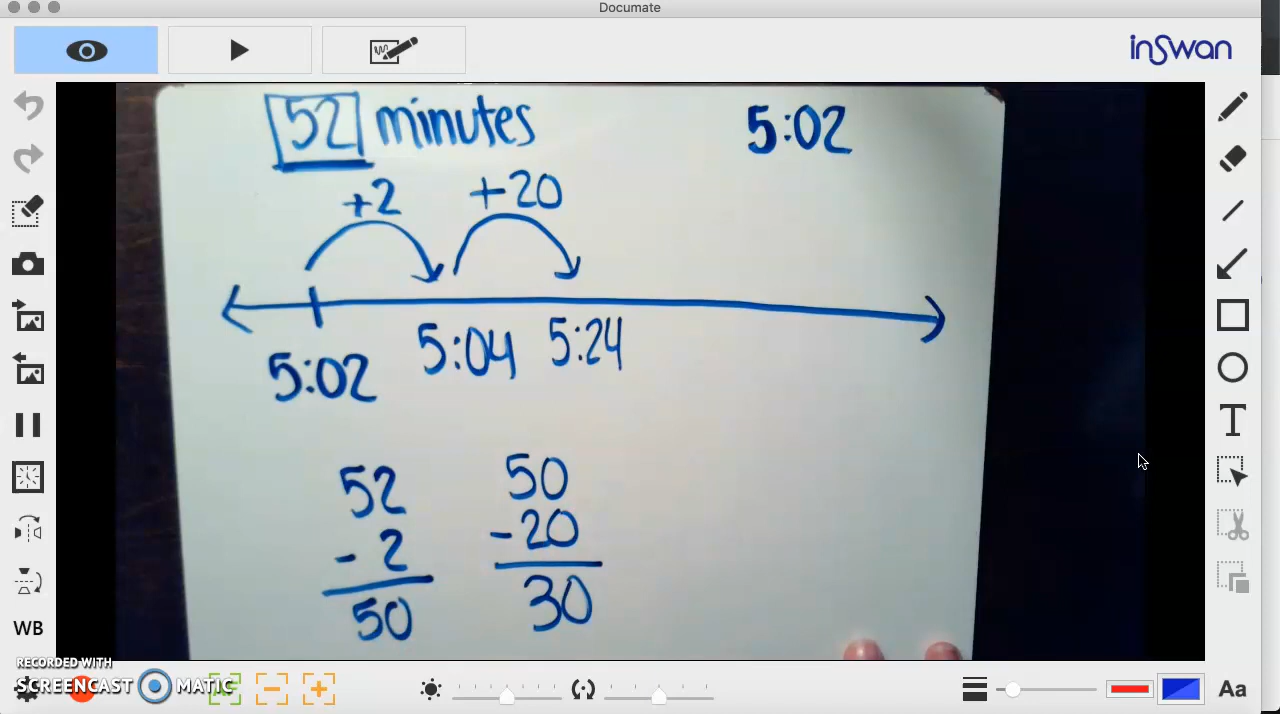 Documate
inSwan
52 minutes
5:02
+2 +20
5:02 5:04 5:24
52
- 2
50
50
-20
30
T
WB
RECORDED WITH
SCREENCAST MATIC
Aa